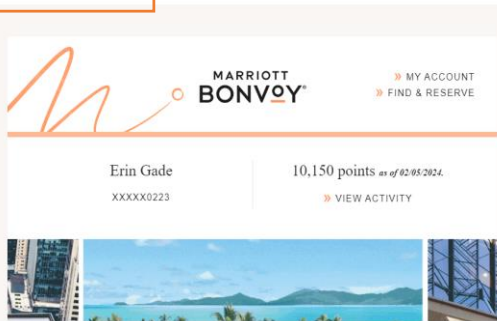 MARRIOTT
BONVOY®
» MY ACCOUNT
» FIND & RESERVE
Erin Gade
XXXXX0223
10,150 points as of 02/05/2024.
» VIEW ACTIVITY